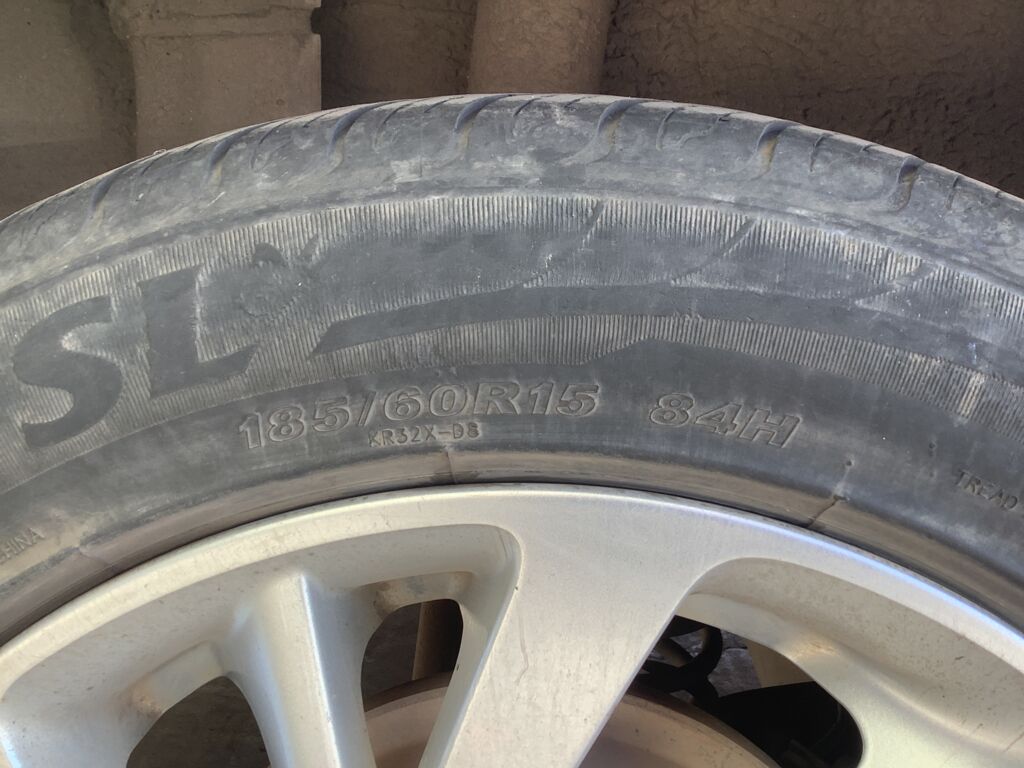 SL
185/60R15 84H
KR32X-D8
CHINA
TREAD